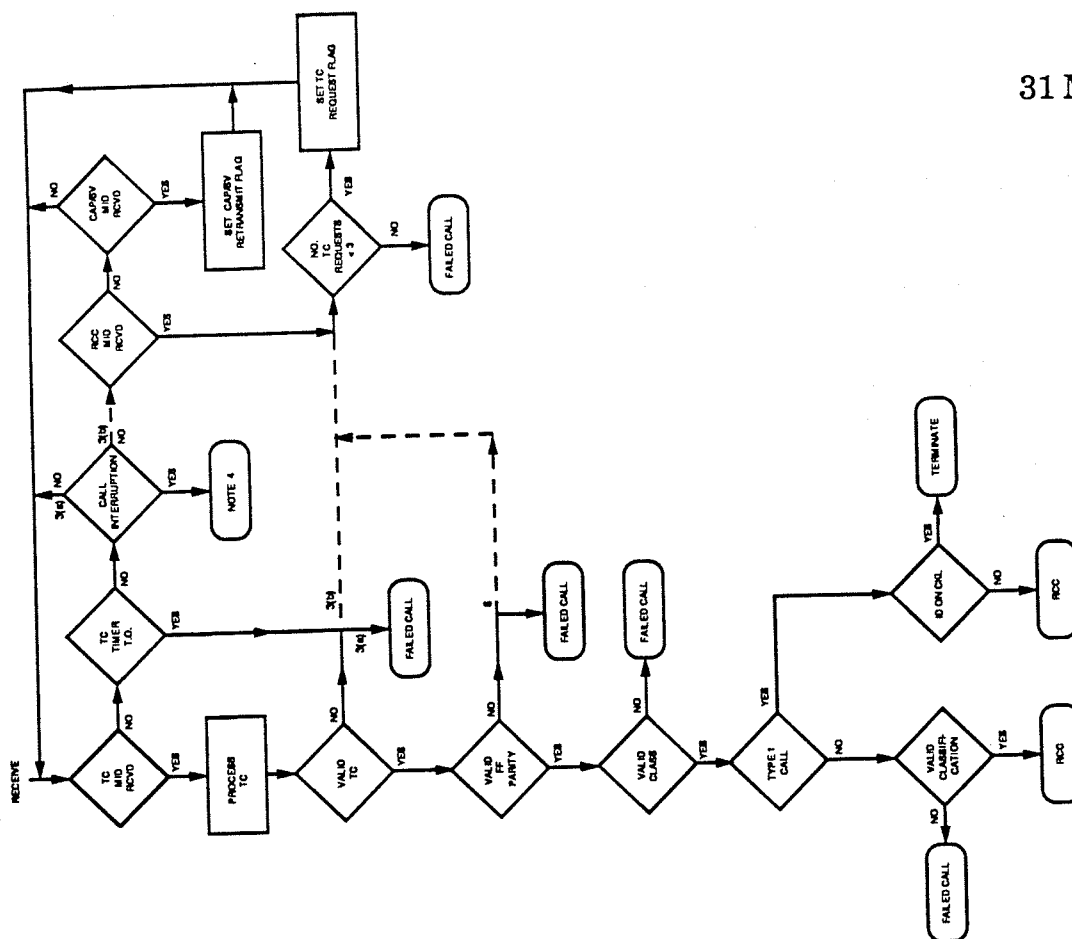 31 M
RECEIVE
TC
MID
RCVD
NO
YES
TC
TIMER
T.O.
NO
YES
CALL
INTERRUPTION
3(a)
NO
3(b)
NO
YES
NOTE 4
RCC
MID
RCVD
NO
YES
CAP/SV
MID
RCVD
NO
YES
SET CAP/SV
RETRANSMIT FLAG
SET TC
REQUEST FLAG
NO.
TC
REQUESTS
< 3
YES
NO
FAILED CALL
PROCESS
TC
VALID
TC
NO
YES
3(b)
3(a)
FAILED CALL
VALID
FF
PARITY
NO
YES
FAILED CALL
VALID
CLASS
NO
YES
FAILED CALL
TYPE 1
CALL
YES
NO
ID ON CKL
YES
NO
TERMINATE
RCC
VALID
CLASSIFI-
CATION
NO
YES
FAILED CALL
RCC